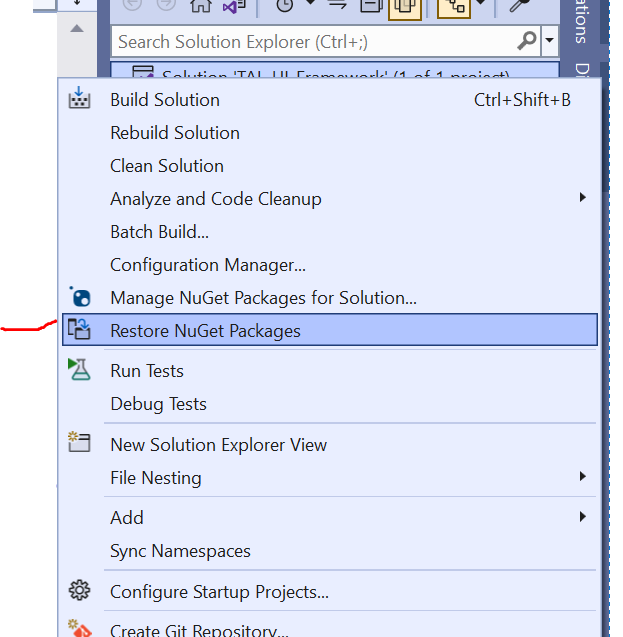 Search Solution Explorer (Ctrl+;)
Solution 'TAL-UI-Framework' (1 of 1 project)
ations
Di
Build Solution Ctrl+Shift+B
Rebuild Solution
Clean Solution
Analyze and Code Cleanup
Batch Build...
Configuration Manager...
Manage NuGet Packages for Solution...
Restore NuGet Packages
Run Tests
Debug Tests
New Solution Explorer View
File Nesting
Add
Sync Namespaces
Configure Startup Projects...
Create Git Repository...